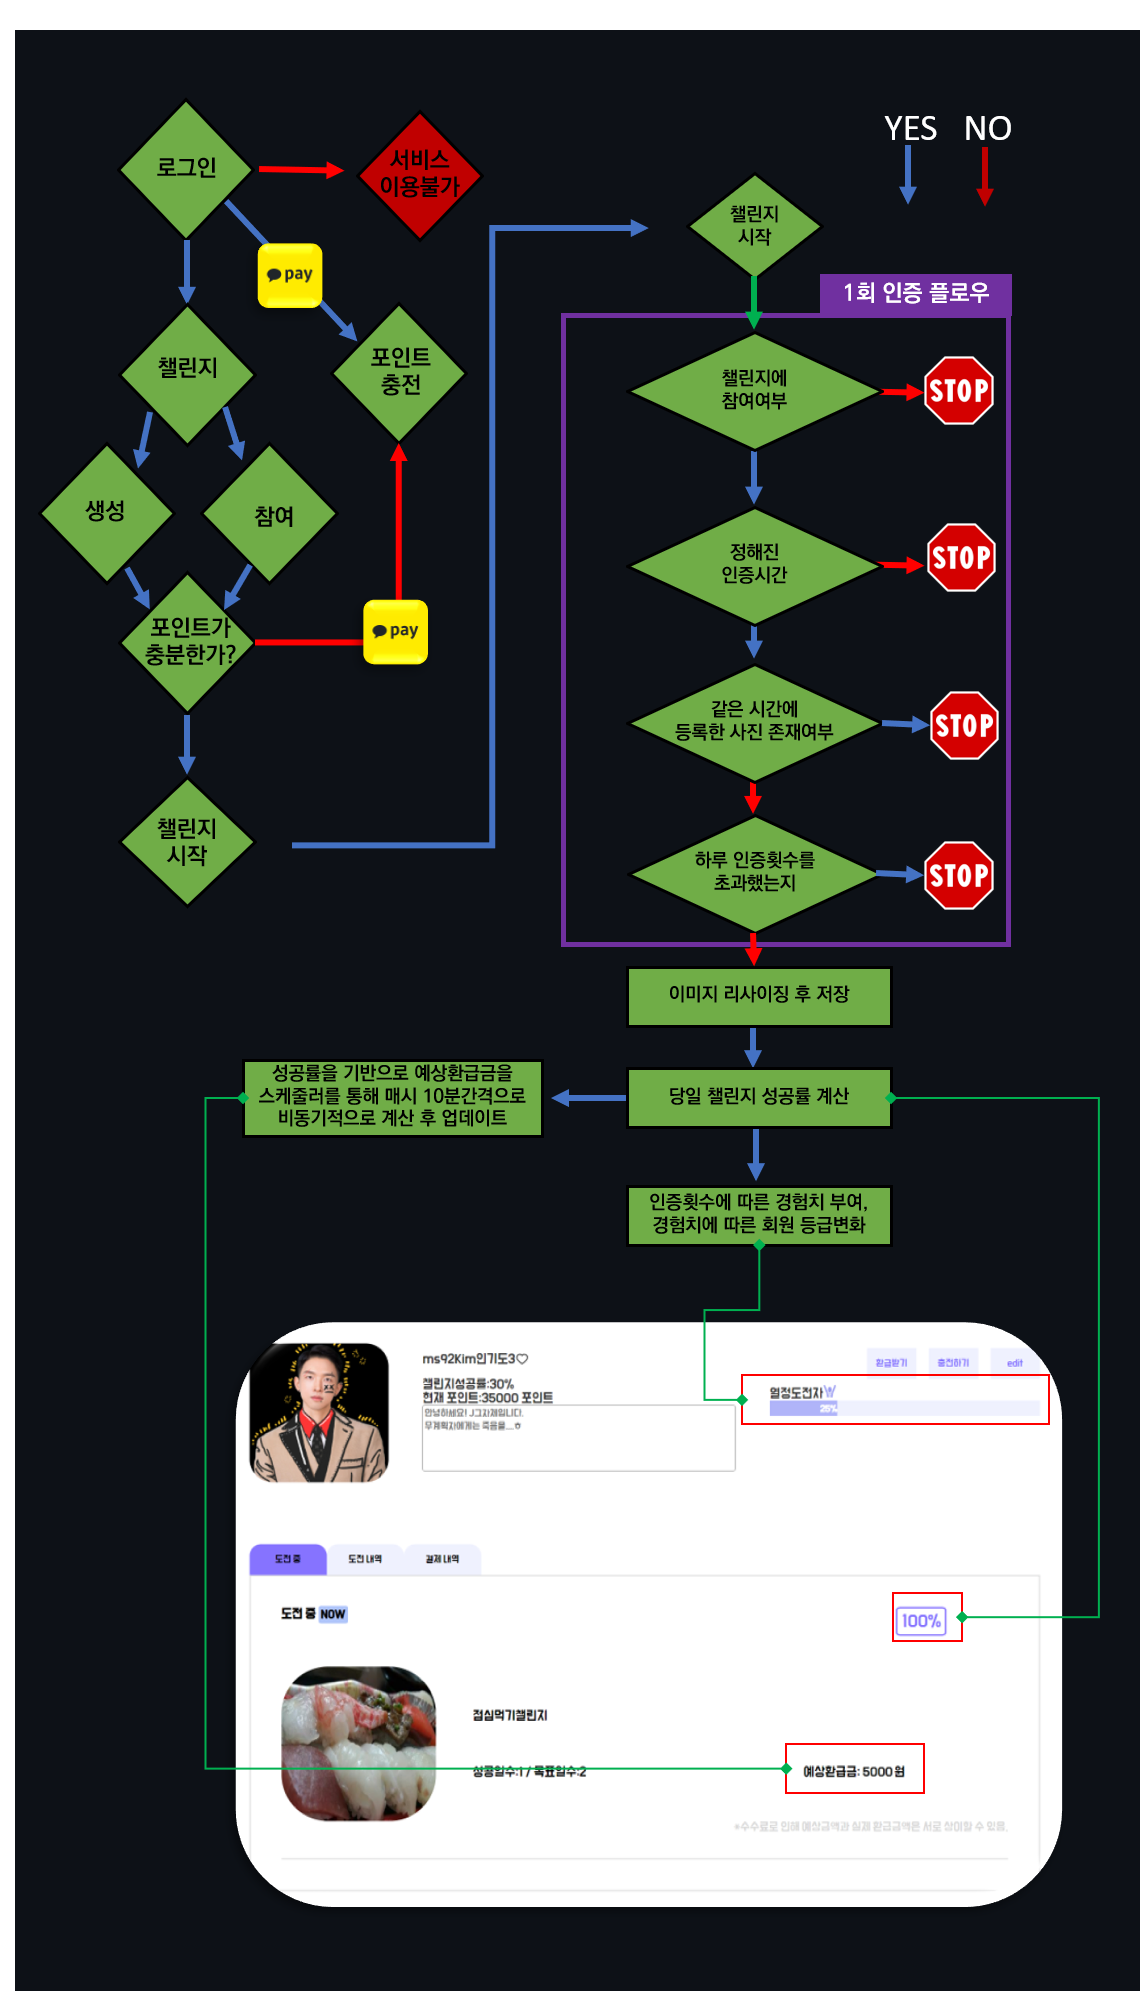 YES NO
로그인
서비스
이용불가
pay
챌린지
포인트
충전
생성
참여
포인트가
충분한가?
pay
챌린지
시작
챌린지
시작
1회 인증 플로우
챌린지에
참여여부
STOP
정해진
인증시간
STOP
같은 시간에
등록한 사진 존재여부
STOP
하루 인증횟수를
초과했는지
STOP
이미지 리사이징 후 저장
당일 챌린지 성공률 계산
성공률을 기반으로 예상환급금을
스케줄러를 통해 매시 10분간격으로
비동기적으로 계산 후 업데이트
인증횟수에 따른 경험치 부여,
경험치에 따른 회원 등급변화
ms92Kim인기도3♡
환급받기 충전하기 edit
챌린지성공률:30%
현재 포인트:35000 포인트
열정도전자
25%
안녕하세요! J그자체입니다.
무계획자에게는 죽음을....ㅎ
도전 중 도전 내역 결제 내역
도전 중 NOW
100%
점심먹기챌린지
성공일수:1 / 목표일수:2
예상환급금: 5000 원
*수수료로 인해 예상금액과 실제 환급금액은 서로 상이할 수 있음.